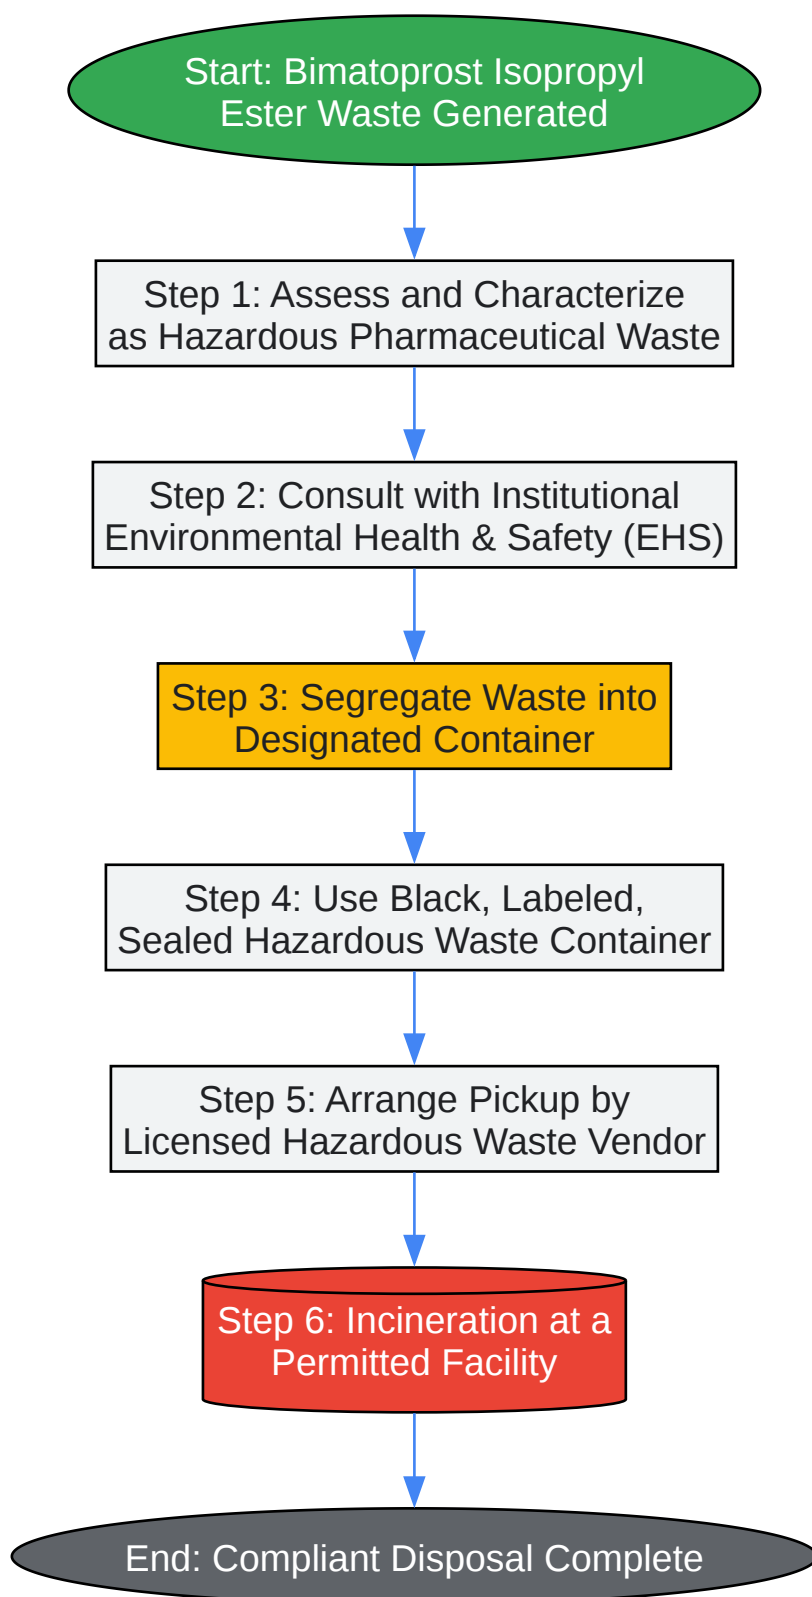 Start: Bimatoprost Isopropyl
Ester Waste Generated
Step 1: Assess and Characterize
as Hazardous Pharmaceutical Waste
Step 2: Consult with Institutional
Environmental Health & Safety (EHS)
Step 3: Segregate Waste into
Designated Container
Step 4: Use Black, Labeled,
Sealed Hazardous Waste Container
Step 5: Arrange Pickup by
Licensed Hazardous Waste Vendor
Step 6: Incineration at a
Permitted Facility
End: Compliant Disposal Complete